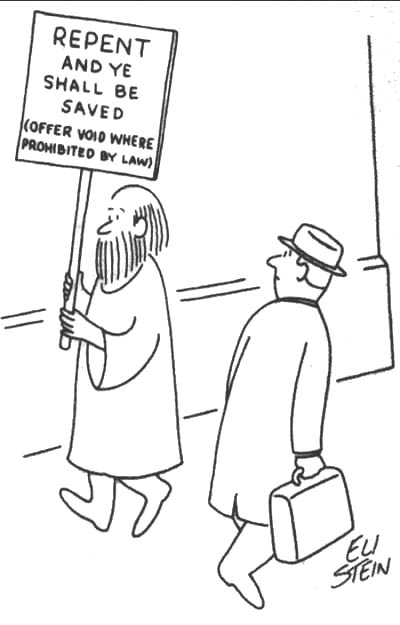 REPENT
AND YE
SHALL BE
SAVED
(OFFER VOID WHERE
PROHIBITED BY LAW)
ELI
STEIN